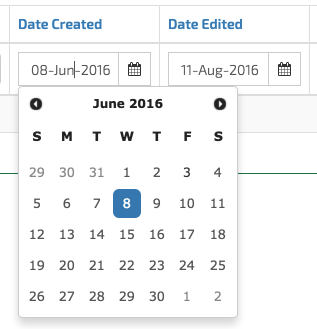 Date Created Date Edited
08-Jun-2016 11-Aug-2016
June 2016
S M T W T F S
29 30 31 1 2 3 4
5 6 7 8 9 10 11
12 13 14 15 16 17 18
19 20 21 22 23 24 25
26 27 28 29 30 1 2